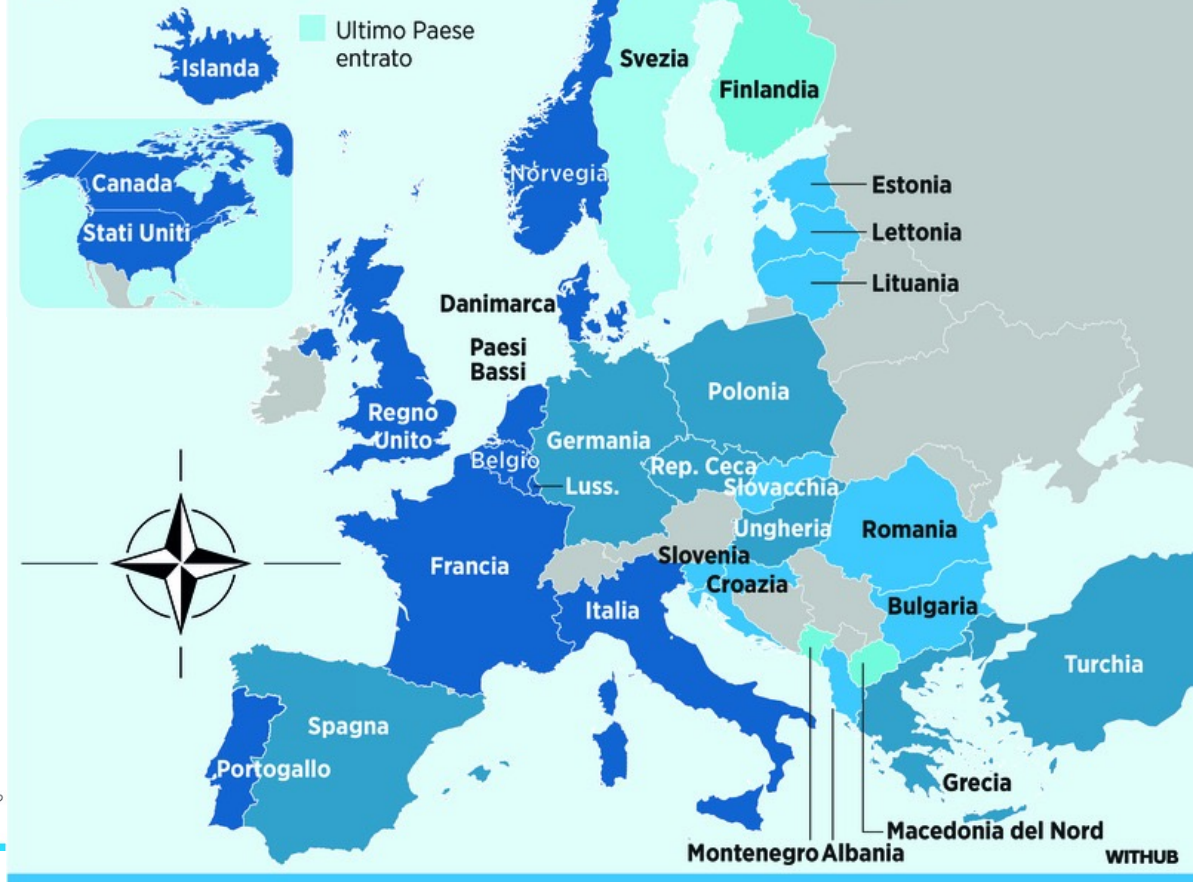 Ultimo Paese
entrato
Islanda
Svezia
Finlandia
Canada
Stati Uniti
Norvegia
Estonia
Lettonia
Lituania
Danimarca
Paesi
Bassi
Regno
Unito
Belgio
Luss.
Germania
Polonia
Rep. Ceca
Slovacchia
Ungheria
Slovenia
Croazia
Romania
Bulgaria
Francia
Italia
Turchia
Spagna
Portogallo
Grecia
Macedonia del Nord
Montenegro
Albania
WITHUB